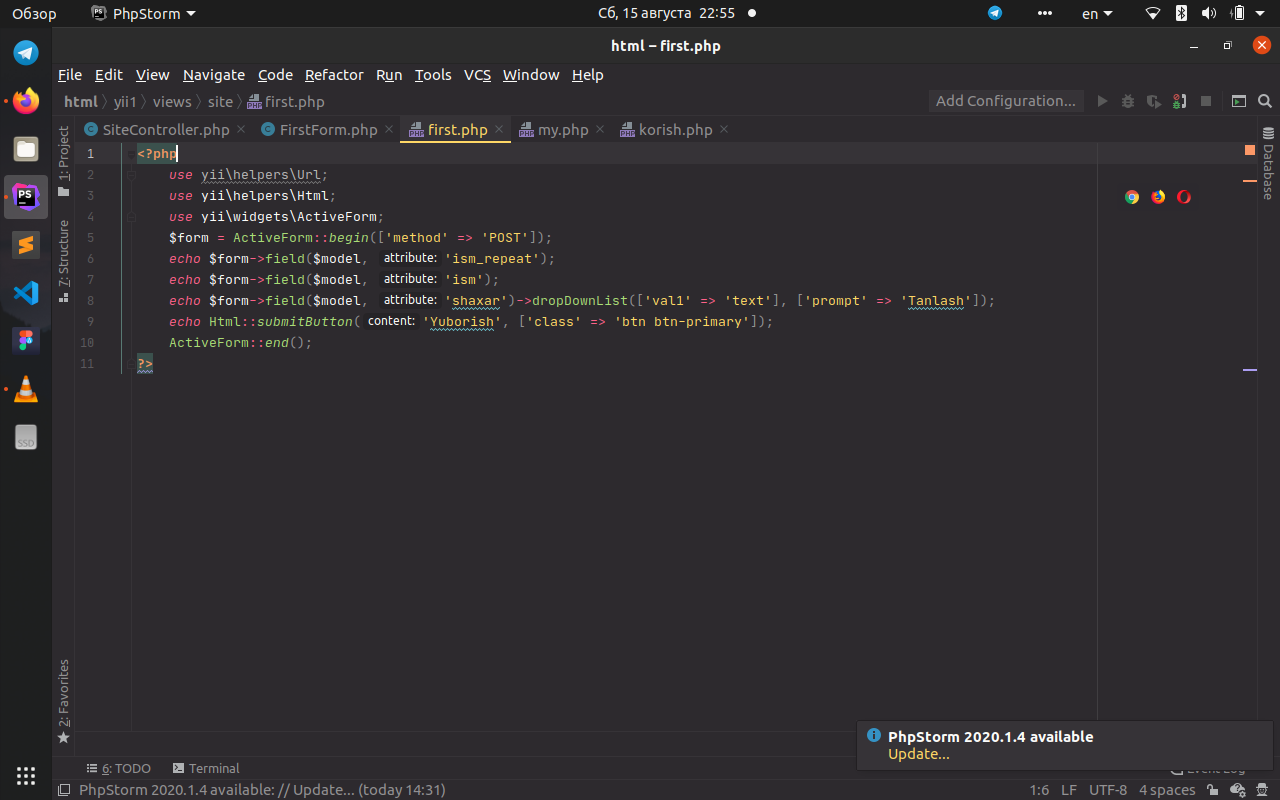 Обзор PhpStorm Сб, 15 августа 22:55 en
html – first.php
File Edit View Navigate Code Refactor Run Tools VCS Window Help
html yii1 views site first.php Add Configuration...
SiteController.php FirstForm.php first.php my.php korish.php
1: Project
7: Structure
2: Favorites
Database
1 <?php
2 use yii\helpers\Url;
3 use yii\helpers\Html;
4 use yii\widgets\ActiveForm;
5 $form = ActiveForm::begin(['method' => 'POST']);
6 echo $form->field($model, attribute: 'ism_repeat');
7 echo $form->field($model, attribute: 'ism');
8 echo $form->field($model, attribute: 'shaxar')->dropDownList(['val1' => 'text'], ['prompt' => 'Tanlash']);
9 echo Html::submitButton( content: 'Yuborish', ['class' => 'btn btn-primary']);
10 ActiveForm::end();
11 ?>
PhpStorm 2020.1.4 available
Update...
6: TODO Terminal Event Log
PhpStorm 2020.1.4 available: // Update... (today 14:31) 1:6 LF UTF-8 4 spaces
PS
SSD